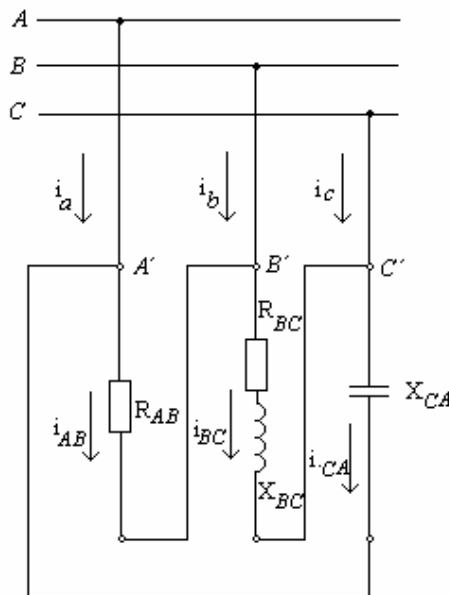 A
B
C
i_a
i_b
i_c
A′
B′
C′
R_BC
R_AB
X_CA
i_AB
i_BC
i_CA
X_BC